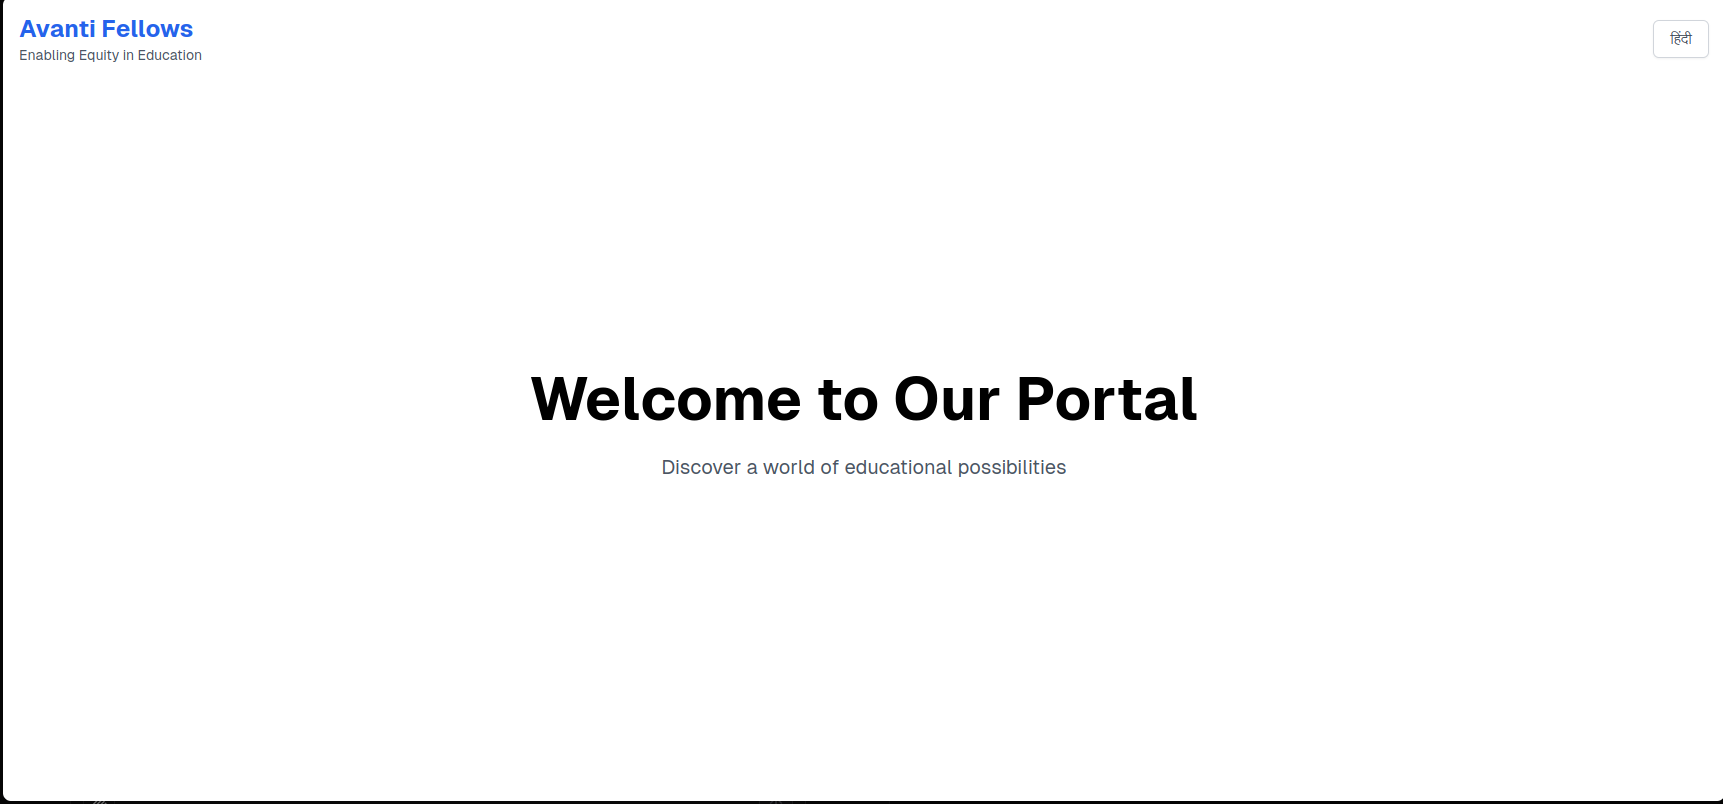 Avanti Fellows
Enabling Equity in Education
हिंदी
Welcome to Our Portal
Discover a world of educational possibilities